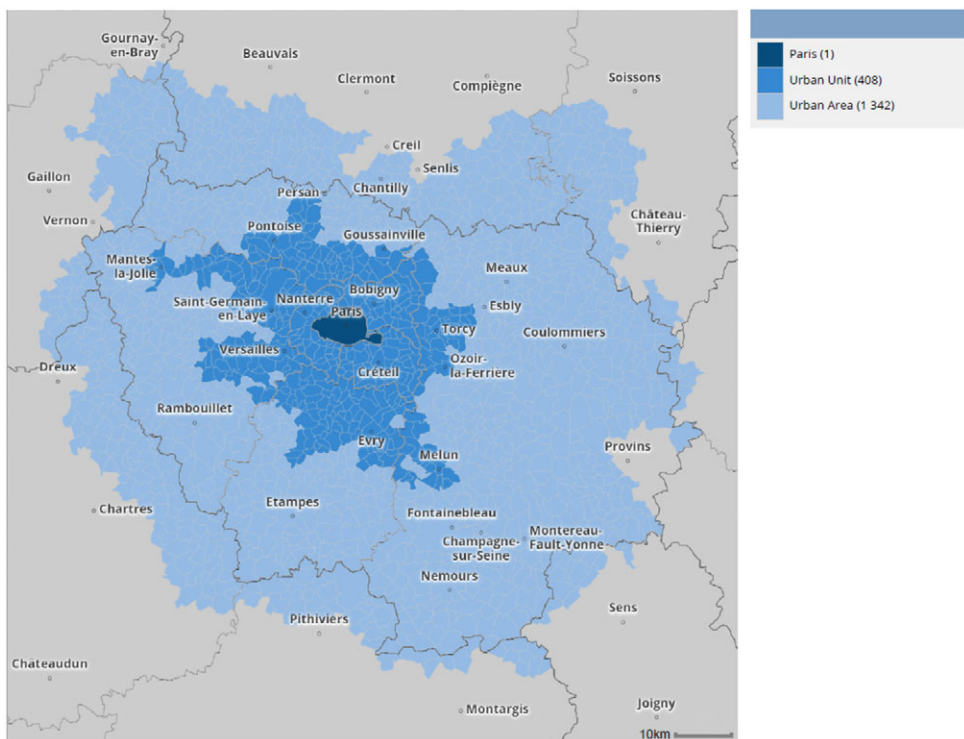 Gournay-
en-Bray
Beauvais
Clermont
Compiègne
Soissons
Paris (1)
Urban Unit (408)
Urban Area (1 342)
Creil
Senlis
Gaillon
Persan
Chantilly
Vernon
Château-
Thierry
Pontoise
Goussainville
Mantes-
la-Jolie
Meaux
Saint-Germain-
en-Laye
Nanterre
Bobigny
Paris
Esbly
Torcy
Coulommiers
Versailles
Créteil
Ozoir-
la-Ferrière
Dreux
Rambouillet
Evry
Melun
Provins
Etampes
Chartres
Fontainebleau
Champagne-
sur-Seine
Montereau-
Fault-Yonne
Nemours
Pithiviers
Sens
Châteaudun
Montargis
Joigny
10km